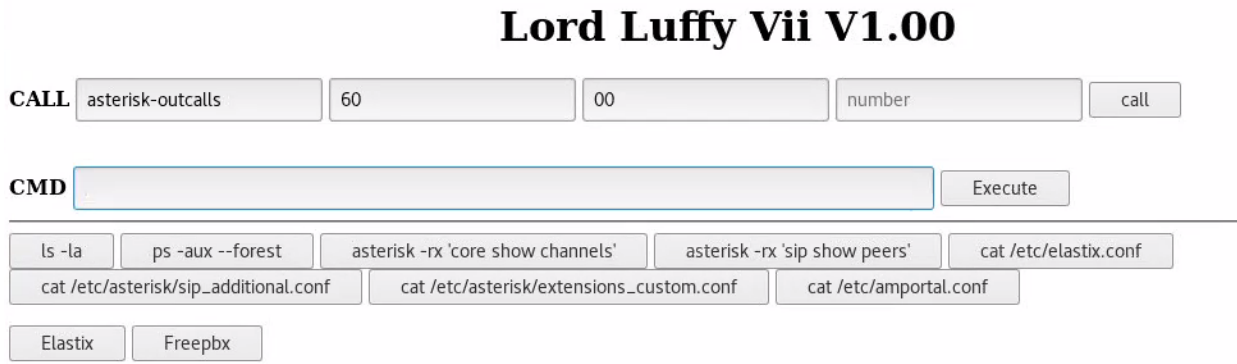 Lord Luffy Vii V1.00
CALL asterisk-outcalls 60 00 number call
CMD Execute
ls -la ps -aux --forest asterisk -rx 'core show channels' asterisk -rx 'sip show peers' cat /etc/elastix.conf
cat /etc/asterisk/sip_additional.conf cat /etc/asterisk/extensions_custom.conf cat /etc/amportal.conf
Elastix Freepbx